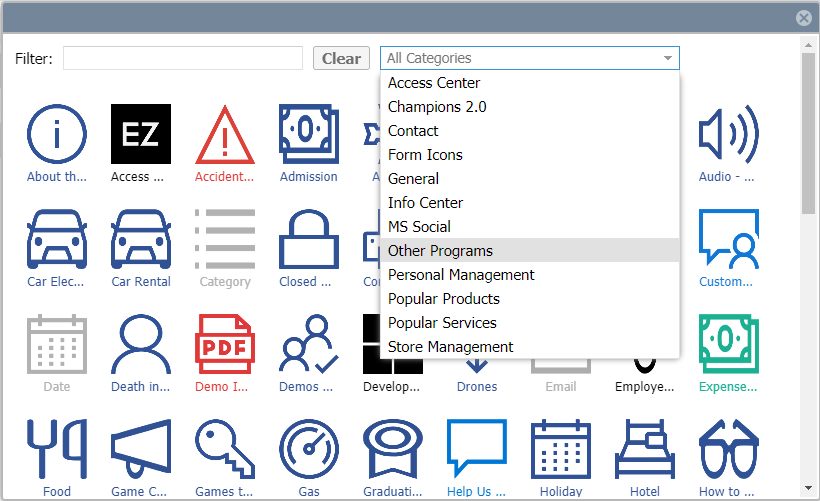 Filter:
Clear
All Categories
Access Center
Champions 2.0
Contact
Form Icons
General
Info Center
MS Social
Other Programs
Personal Management
Popular Products
Popular Services
Store Management
EZ
About th...
Access ...
Accident...
Admission
Audio - ...
Car Elec...
Car Rental
Category
Closed ...
Custom...
PDF
Date
Death in...
Demo I...
Demos ...
Develop...
Drones
Email
Employe...
Expense...
Food
Game C...
Games t...
Gas
Graduati...
Help Us ...
Holiday
Hotel
How to ...